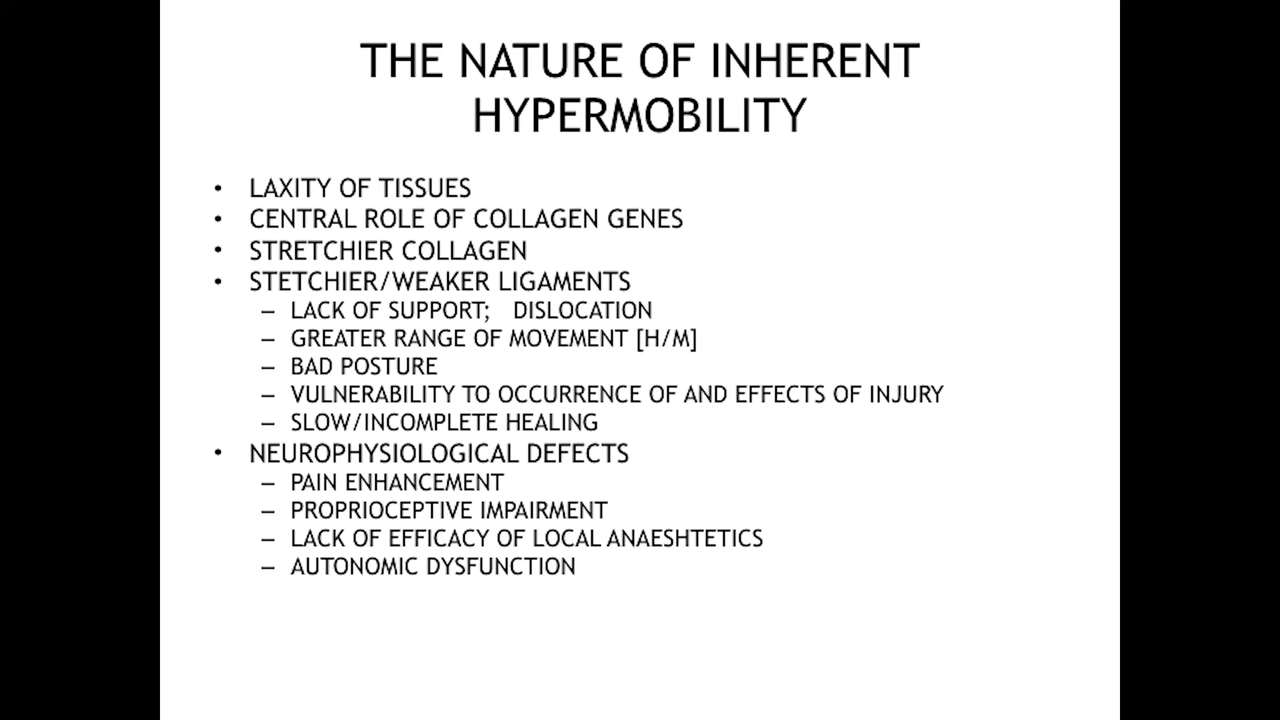 THE NATURE OF INHERENT
HYPERMOBILITY
• LAXITY OF TISSUES
• CENTRAL ROLE OF COLLAGEN GENES
• STRETCHIER COLLAGEN
• STETCHIER/WEAKER LIGAMENTS
– LACK OF SUPPORT; DISLOCATION
– GREATER RANGE OF MOVEMENT [H/M]
– BAD POSTURE
– VULNERABILITY TO OCCURRENCE OF AND EFFECTS OF INJURY
– SLOW/INCOMPLETE HEALING
• NEUROPHYSIOLOGICAL DEFECTS
– PAIN ENHANCEMENT
– PROPRIOCEPTIVE IMPAIRMENT
– LACK OF EFFICACY OF LOCAL ANAESHTETICS
– AUTONOMIC DYSFUNCTION